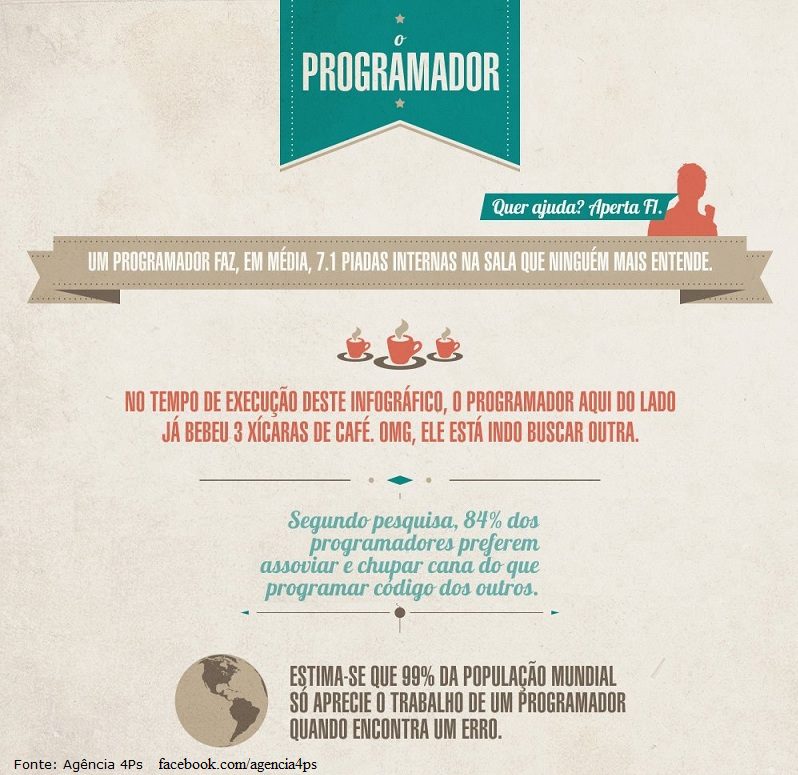 o
PROGRAMADOR
Quer ajuda? Aperta F1.
UM PROGRAMADOR FAZ, EM MÉDIA, 7.1 PIADAS INTERNAS NA SALA QUE NINGUÉM MAIS ENTENDE.
NO TEMPO DE EXECUÇÃO DESTE INFOGRÁFICO, O PROGRAMADOR AQUI DO LADO
JÁ BEBEU 3 XÍCARAS DE CAFÉ. OMG, ELE ESTÁ INDO BUSCAR OUTRA.
Segundo pesquisa, 84% dos
programadores preferem
assoviar e chupar cana do que
programar código dos outros.
ESTIMA-SE QUE 99% DA POPULAÇÃO MUNDIAL
SÓ APRECIE O TRABALHO DE UM PROGRAMADOR
QUANDO ENCONTRA UM ERRO.
Fonte: Agência 4Ps facebook.com/agencia4ps